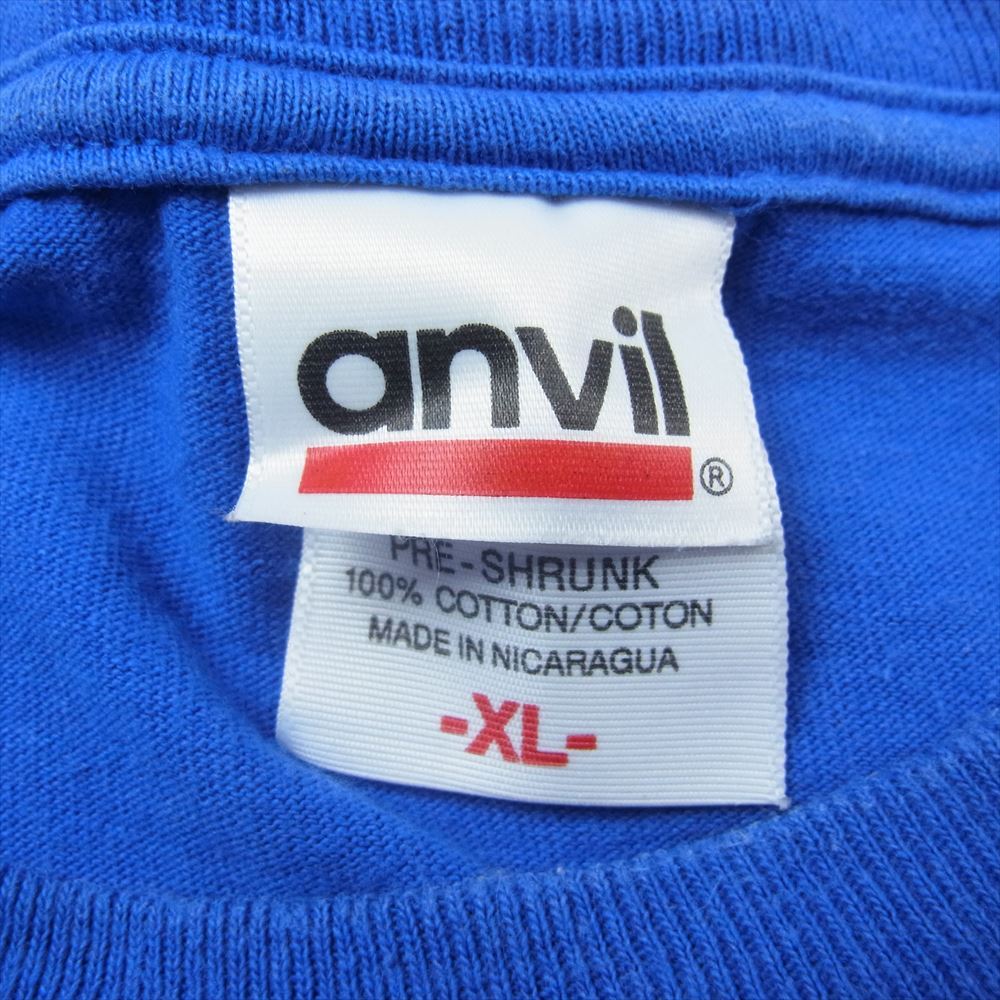 anvil
®
PRE-SHRUNK
100% COTTON/COTON
MADE IN NICARAGUA
-XL-